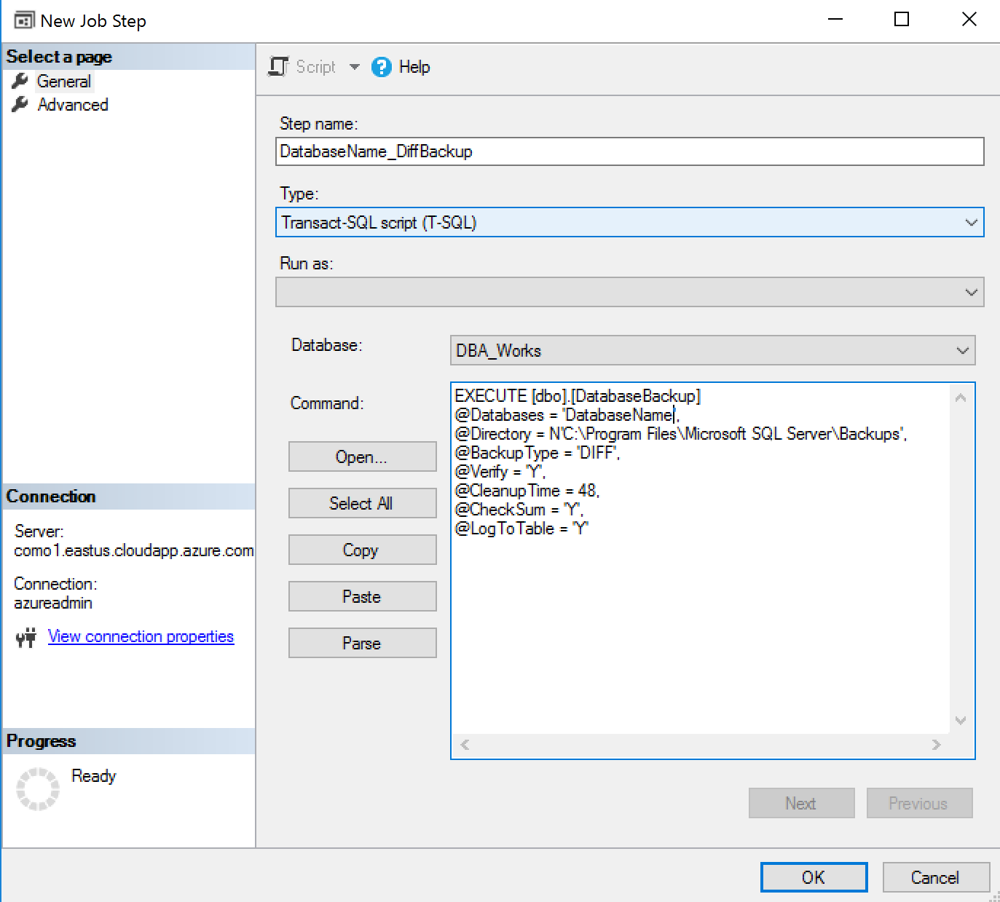 New Job Step
Select a page
General
Advanced
Script
Help
Step name:
DatabaseName_DiffBackup
Type:
Transact-SQL script (T-SQL)
Run as:
Database:
DBA_Works
Command:
EXECUTE [dbo].[DatabaseBackup]
@Databases = 'DatabaseName',
@Directory = N'C:\Program Files\Microsoft SQL Server\Backups',
@BackupType = 'DIFF',
@Verify = 'Y',
@CleanupTime = 48,
@CheckSum = 'Y',
@LogToTable = 'Y'
Open...
Select All
Copy
Paste
Parse
Connection
Server:
como1.eastus.cloudapp.azure.com
Connection:
azureadmin
View connection properties
Progress
Ready
Next
Previous
OK
Cancel